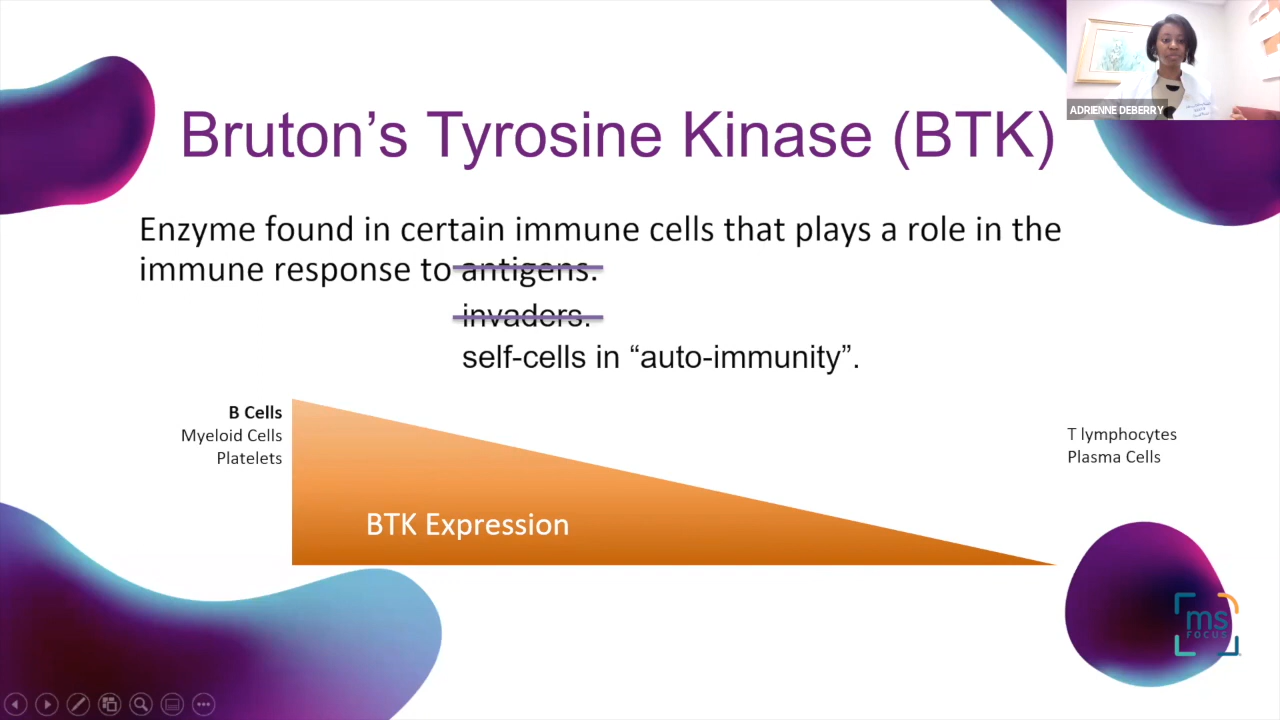 ADRIENNE DEBERRY
Bruton’s Tyrosine Kinase (BTK)
Enzyme found in certain immune cells that plays a role in the
immune response to antigens.
invaders.
self-cells in “auto-immunity”.
B Cells
Myeloid Cells
Platelets
T lymphocytes
Plasma Cells
BTK Expression
ms
FOCUS